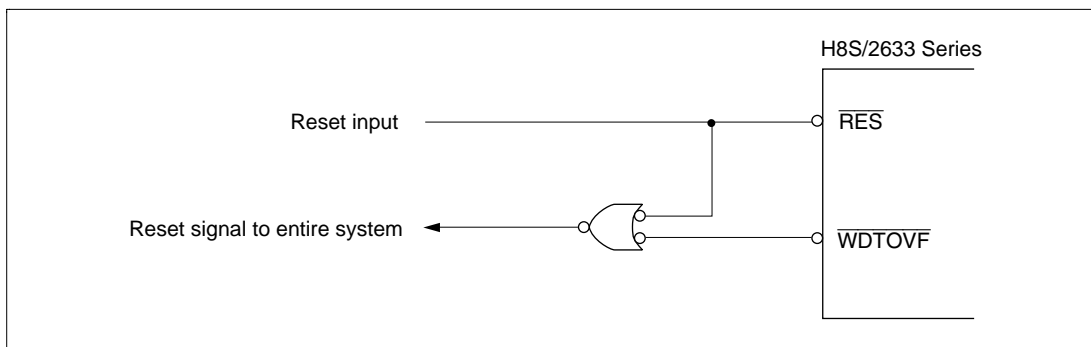 H8S/2633 Series
Reset input
RES
Reset signal to entire system
WDTOVF